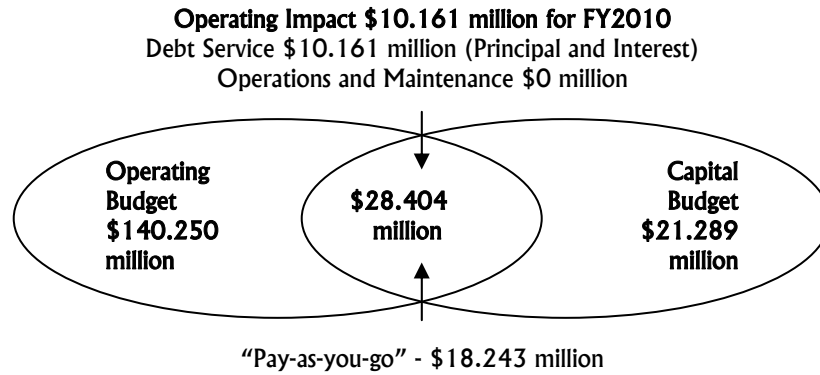 Operating Impact $10.161 million for FY2010
Debt Service $10.161 million (Principal and Interest)
Operations and Maintenance $0 million
Operating
Budget
$140.250
million
$28.404
million
Capital
Budget
$21.289
million
“Pay-as-you-go” - $18.243 million